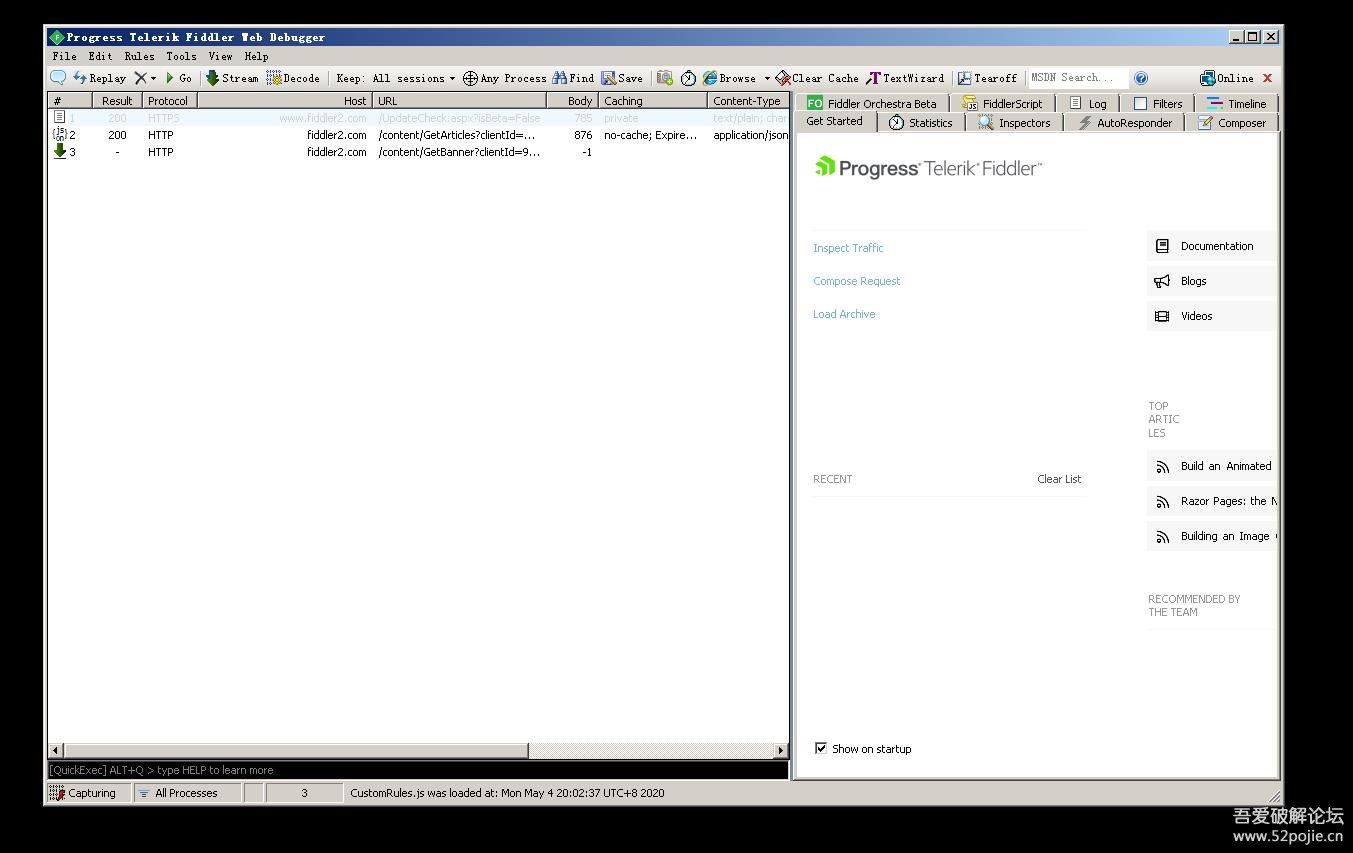 Progress Telerik Fiddler Web Debugger
File Edit Rules Tools View Help
Replay Go Stream Decode Keep: All sessions Any Process Find Save Browse Clear Cache TextWizard Tearoff MSDN Search... Online
# Result Protocol Host URL Body Caching Content-Type
1 200 HTTPS www.fiddler2.com /UpdateCheck.aspx?isBeta=False 785 private text/plain; char
2 200 HTTP fiddler2.com /content/GetArticles?clientId=... 876 no-cache; Expire... application/json
3 - HTTP fiddler2.com /content/GetBanner?clientId=9... -1
FO Fiddler Orchestra Beta FiddlerScript Log Filters Timeline
Get Started Statistics Inspectors AutoResponder Composer
Progress® Telerik® Fiddler™
Inspect Traffic
Compose Request
Load Archive
Documentation
Blogs
Videos
TOP
ARTIC
LES
Build an Animated
Razor Pages: the
Building an Image
RECENT Clear List
RECOMMENDED BY
THE TEAM
Show on startup
[QuickExec] ALT+Q > type HELP to learn more
Capturing All Processes 3 CustomRules.js was loaded at: Mon May 4 20:02:37 UTC+8 2020
吾爱破解论坛
www.52pojie.cn